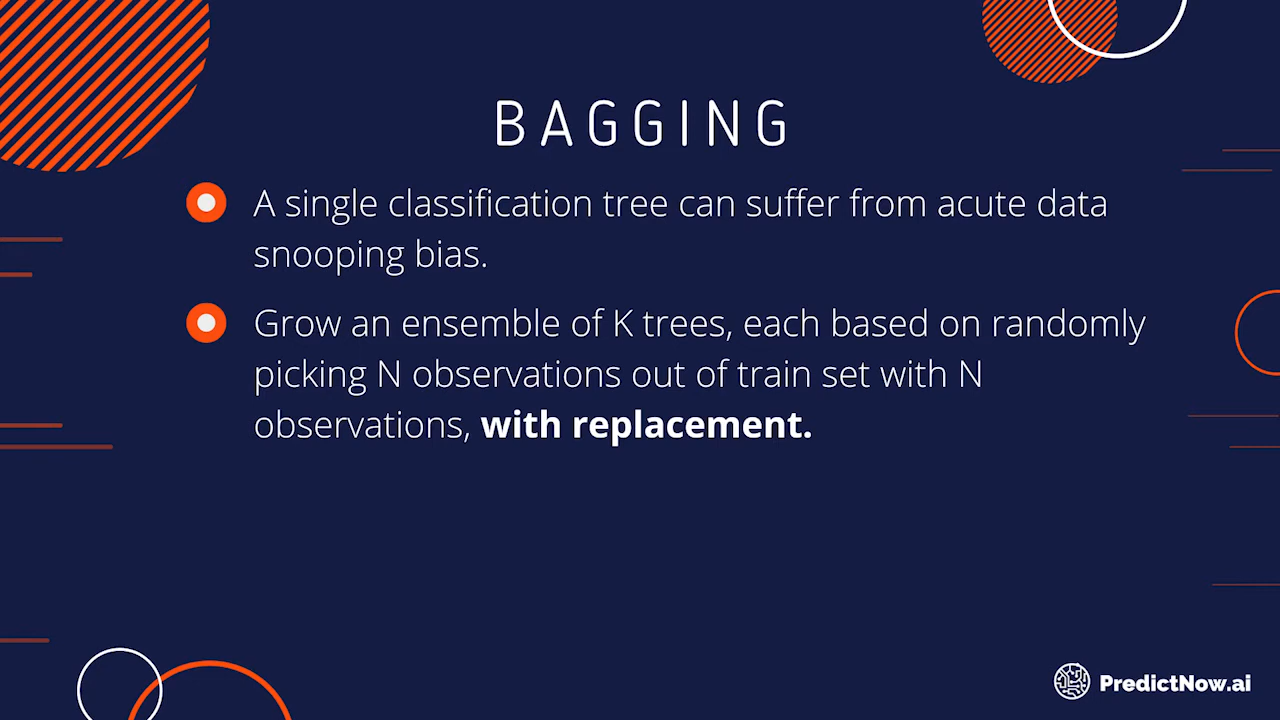 BAGGING
A single classification tree can suffer from acute data
snooping bias.
Grow an ensemble of K trees, each based on randomly
picking N observations out of train set with N
observations, with replacement.
PredictNow.ai